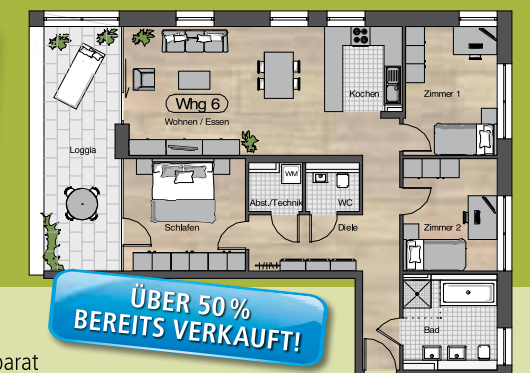 Whg 6
Wohnen / Essen
Kochen
Zimmer 1
Loggia
WM
Abst./Technik
WC
Schlafen
Diele
Zimmer 2
Bad
ÜBER 50 %
BEREITS VERKAUFT!
parat